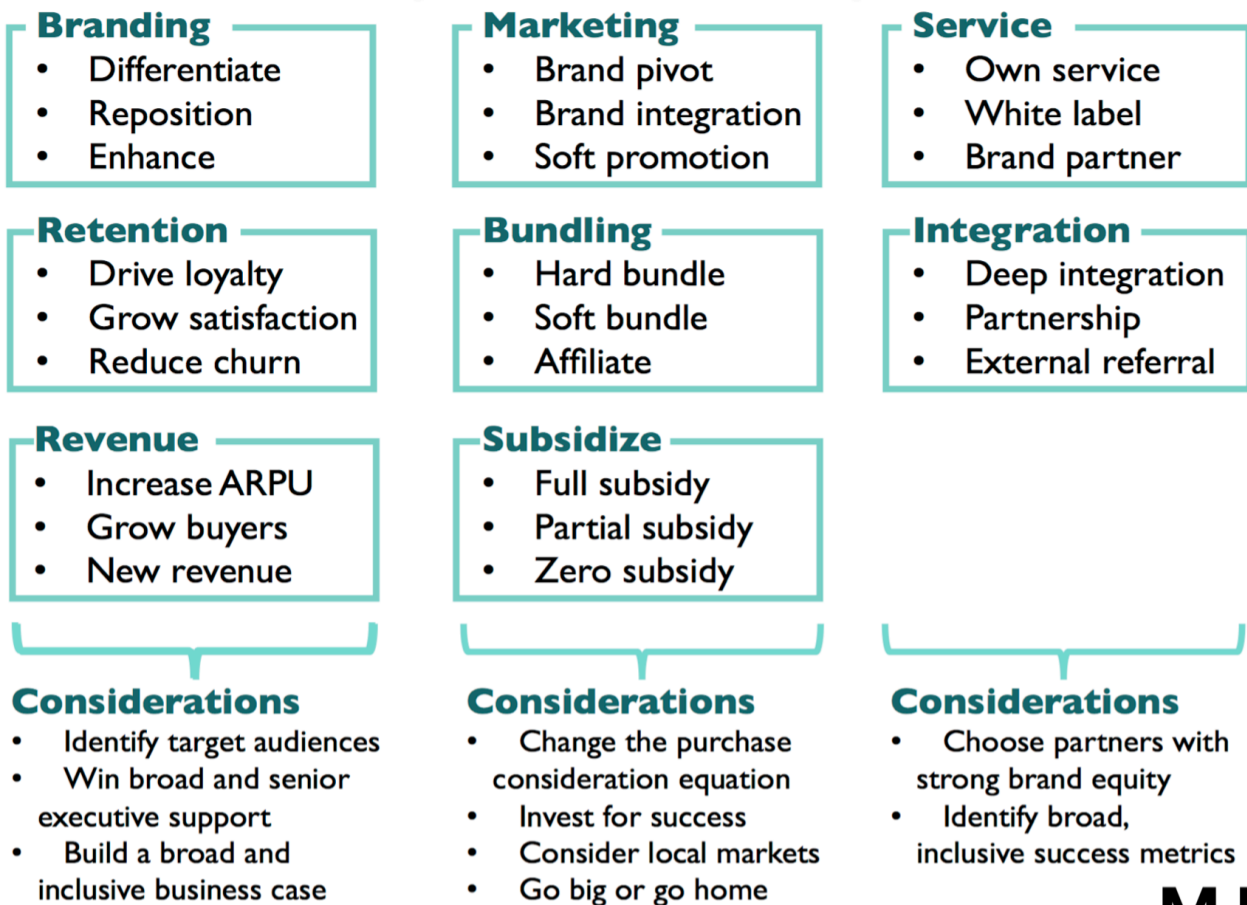 Branding
• Differentiate
• Reposition
• Enhance
Marketing
• Brand pivot
• Brand integration
• Soft promotion
Service
• Own service
• White label
• Brand partner
Retention
• Drive loyalty
• Grow satisfaction
• Reduce churn
Bundling
• Hard bundle
• Soft bundle
• Affiliate
Integration
• Deep integration
• Partnership
• External referral
Revenue
• Increase ARPU
• Grow buyers
• New revenue
Subsidize
• Full subsidy
• Partial subsidy
• Zero subsidy
Considerations
• Identify target audiences
• Win broad and senior
executive support
• Build a broad and
inclusive business case
Considerations
• Change the purchase
consideration equation
• Invest for success
• Consider local markets
• Go big or go home
Considerations
• Choose partners with
strong brand equity
• Identify broad,
inclusive success metrics